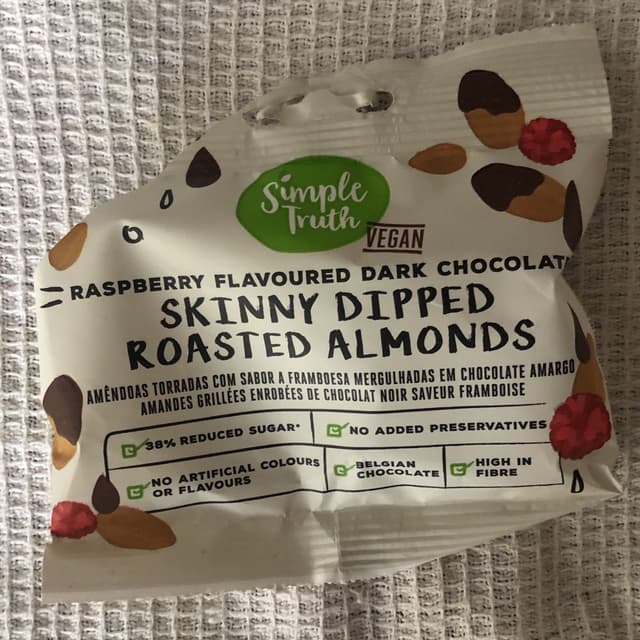 Simple
Truth
VEGAN
RASPBERRY FLAVOURED DARK CHOCOLAT
SKINNY DIPPED
ROASTED ALMONDS
AMÊNDOAS TORRADAS COM SABOR A FRAMBOESA MERGULHADAS EM CHOCOLATE AMARGO
AMANDES GRILLÉES ENROBÉES DE CHOCOLAT NOIR SAVEUR FRAMBOISE
38% REDUCED SUGAR*
NO ADDED PRESERVATIVES
NO ARTIFICIAL COLOURS
OR FLAVOURS
BELGIAN
CHOCOLATE
HIGH IN
FIBRE